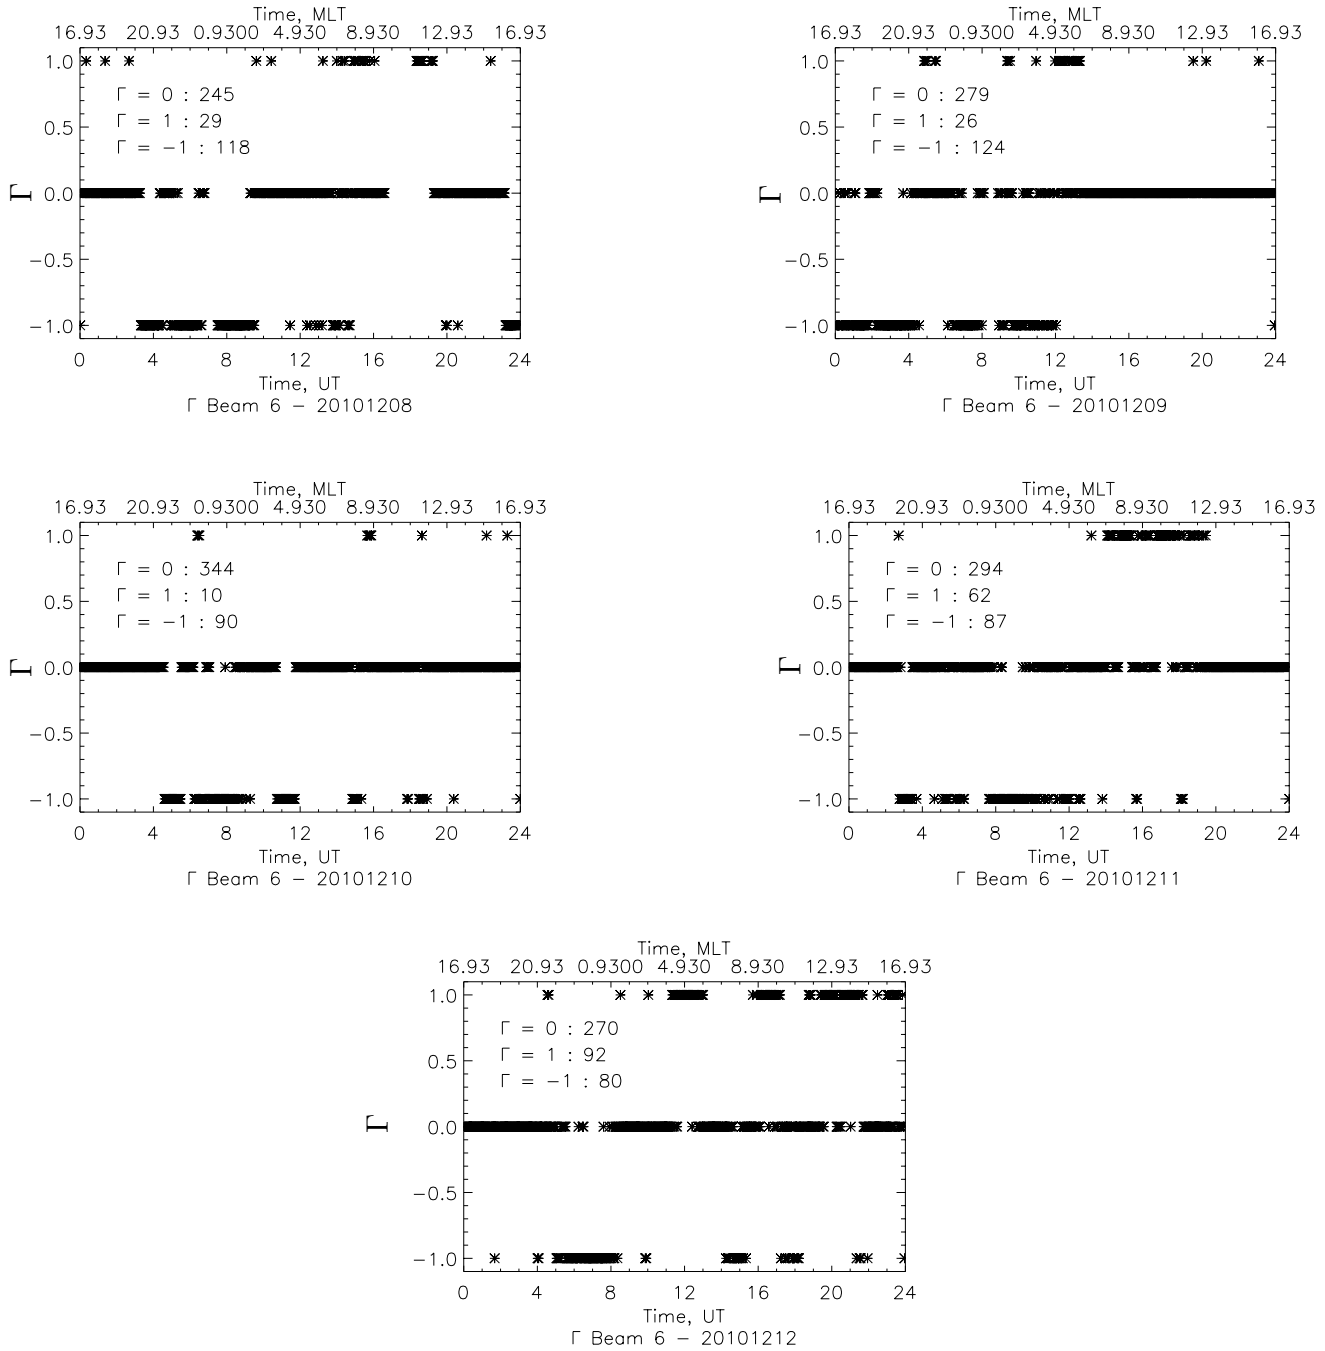 Time, MLT
16.93 20.93 0.9300 4.930 8.930 12.93 16.93
1.0
Γ = 0 : 245
0.5
Γ = 1 : 29
Γ = −1 : 118
Γ
0.0
−0.5
−1.0
0 4 8 12 16 20 24
Time, UT
Γ Beam 6 − 20101208
Time, MLT
16.93 20.93 0.9300 4.930 8.930 12.93 16.93
1.0
Γ = 0 : 279
0.5
Γ = 1 : 26
Γ = −1 : 124
Γ
0.0
−0.5
−1.0
0 4 8 12 16 20 24
Time, UT
Γ Beam 6 − 20101209
Time, MLT
16.93 20.93 0.9300 4.930 8.930 12.93 16.93
1.0
Γ = 0 : 344
0.5
Γ = 1 : 10
Γ = −1 : 90
Γ
0.0
−0.5
−1.0
0 4 8 12 16 20 24
Time, UT
Γ Beam 6 − 20101210
Time, MLT
16.93 20.93 0.9300 4.930 8.930 12.93 16.93
1.0
Γ = 0 : 294
0.5
Γ = 1 : 62
Γ = −1 : 87
Γ
0.0
−0.5
−1.0
0 4 8 12 16 20 24
Time, UT
Γ Beam 6 − 20101211
Time, MLT
16.93 20.93 0.9300 4.930 8.930 12.93 16.93
1.0
Γ = 0 : 270
0.5
Γ = 1 : 92
Γ = −1 : 80
Γ
0.0
−0.5
−1.0
0 4 8 12 16 20 24
Time, UT
Γ Beam 6 − 20101212